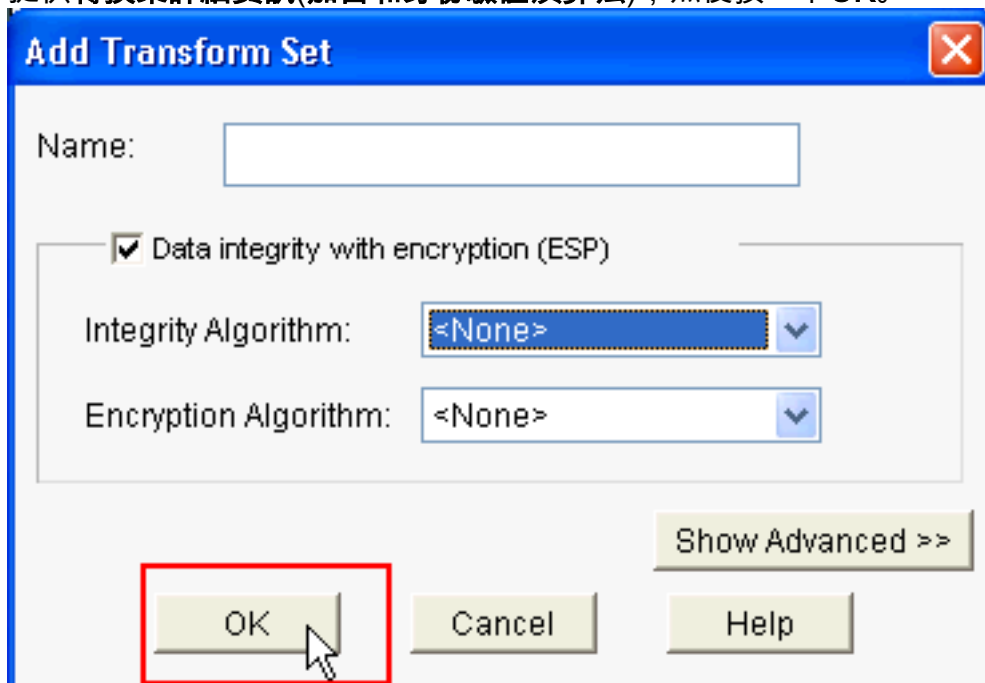 Add Transform Set
Name:
Data integrity with encryption (ESP)
Integrity Algorithm: <None>
Encryption Algorithm: <None>
Show Advanced >>
OK Cancel Help